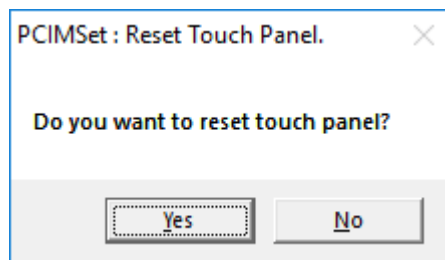 PCIMSet : Reset Touch Panel.
Do you want to reset touch panel?
Yes
No